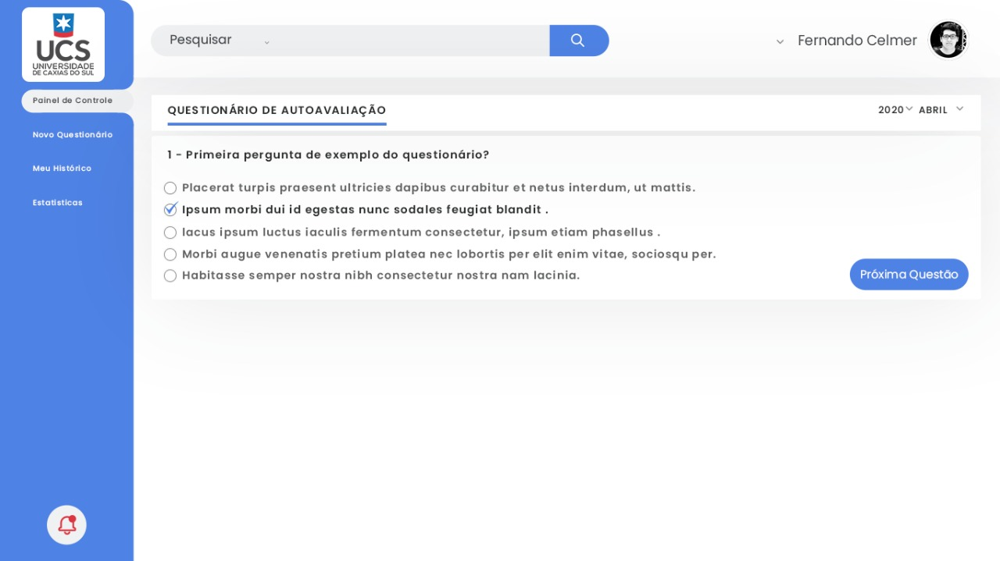 UCS
UNIVERSIDADE
DE CAXIAS DO SUL
Painel de Controle
Novo Questionário
Meu Histórico
Estatisticas
Pesquisar
Fernando Celmer
QUESTIONÁRIO DE AUTOAVALIAÇÃO
2020 ABRIL
1 - Primeira pergunta de exemplo do questionário?
Placerat turpis praesent ultricies dapibus curabitur et netus interdum, ut mattis.
Ipsum morbi dui id egestas nunc sodales feugiat blandit .
lacus ipsum luctus iaculis fermentum consectetur, ipsum etiam phasellus .
Morbi augue venenatis pretium platea nec lobortis per elit enim vitae, sociosqu per.
Habitasse semper nostra nibh consectetur nostra nam lacinia.
Próxima Questão